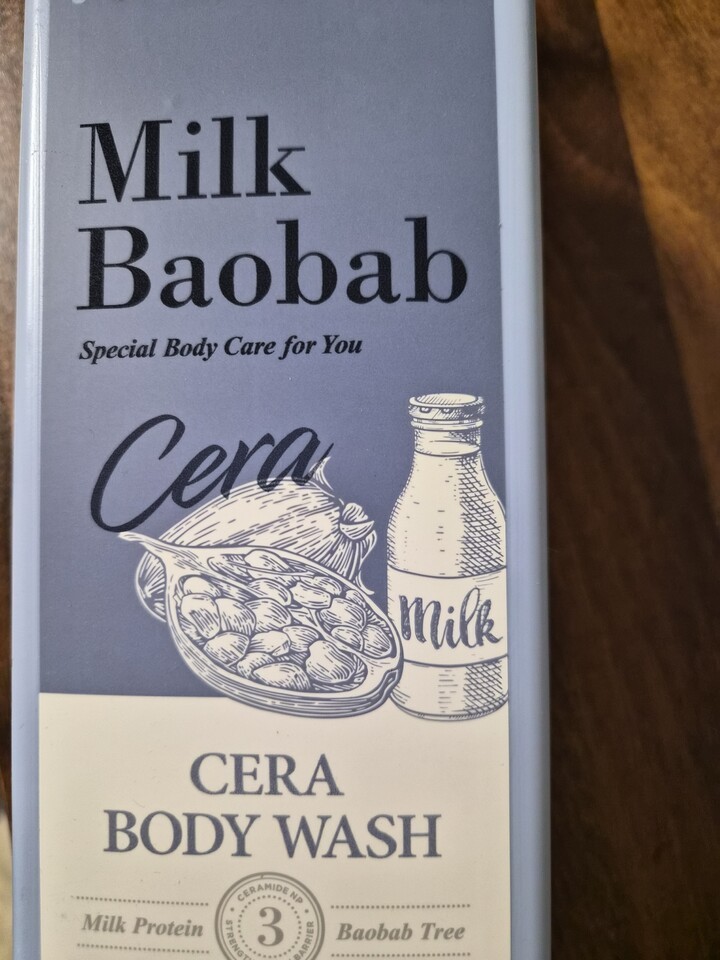 Milk
Baobab
Special Body Care for You
Cera
Milk
CERA
BODY WASH
CERAMIDE NP
Milk Protein
3
Baobab Tree
BARRIER